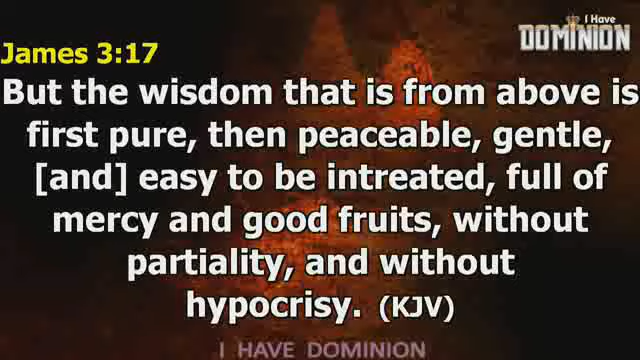 I Have
DOMINION
James 3:17
But the wisdom that is from above is
first pure, then peaceable, gentle,
[and] easy to be intreated, full of
mercy and good fruits, without
partiality, and without
hypocrisy. (KJV)
I HAVE DOMINION